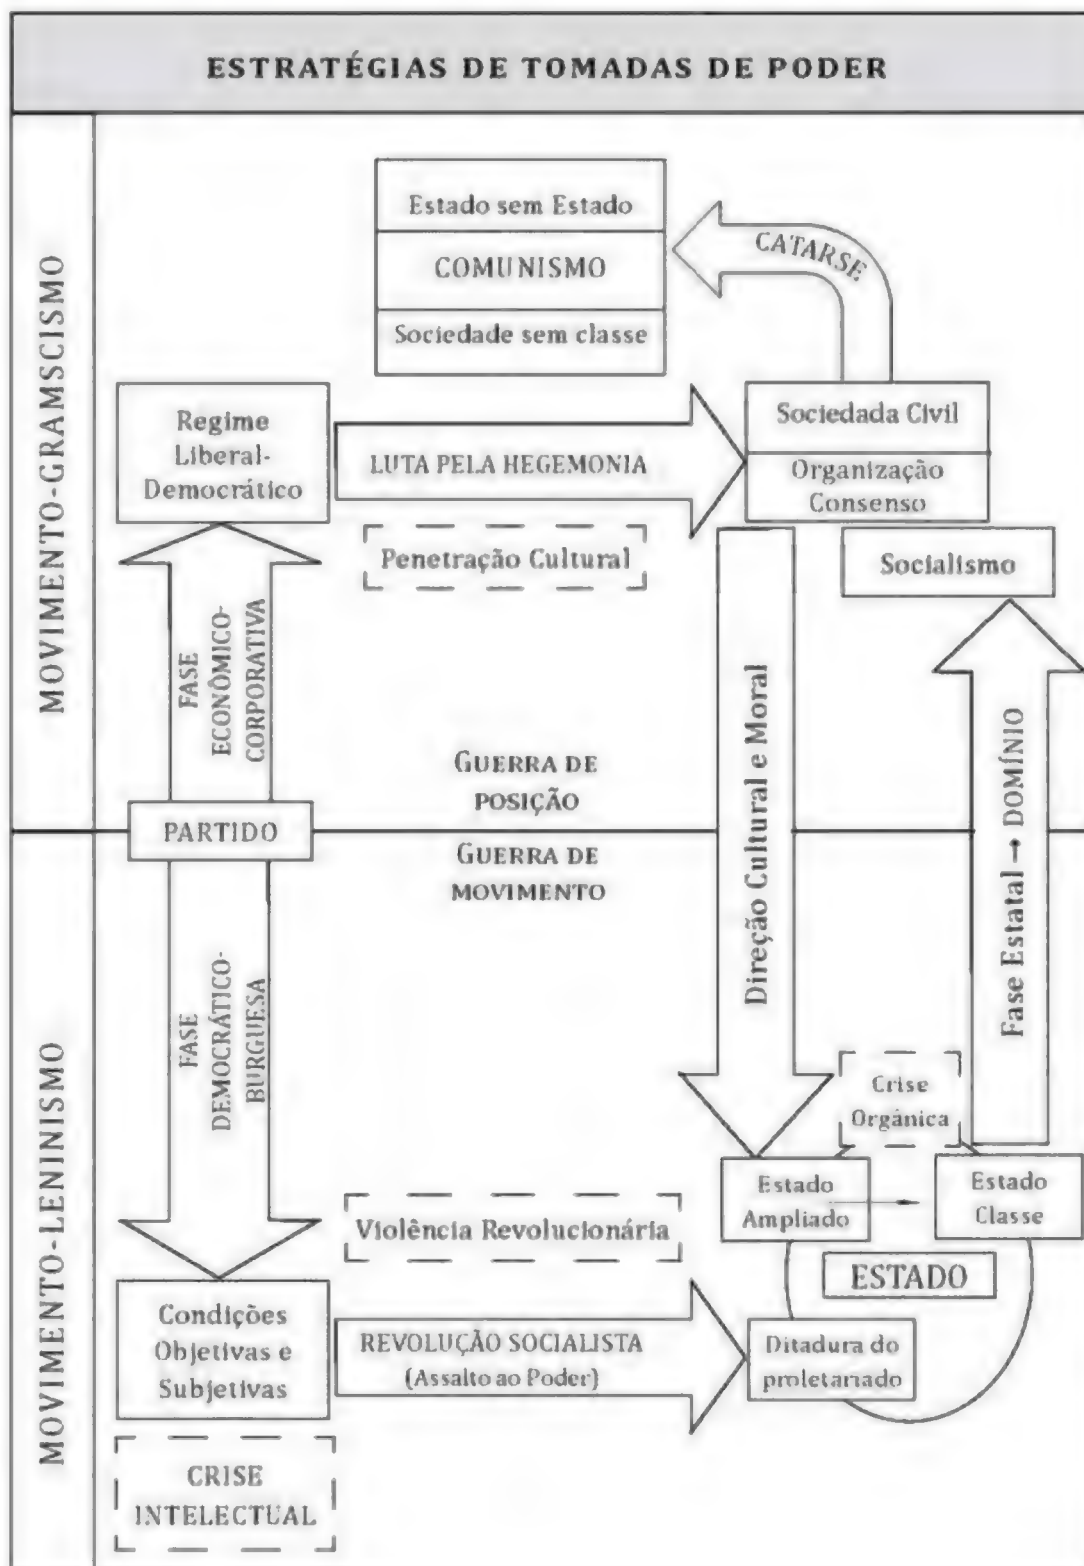 ESTRATÉGIAS DE TOMADAS DE PODER
MOVIMENTO-GRAMSCISMO
Estado sem Estado
COMUNISMO
Sociedade sem classe
CATARSE
Regime
Liberal-
Democrático
LUTA PELA HEGEMONIA
Penetração Cultural
Sociedada Civil
Organização
Consenso
Socialismo
FASE
ECONÔMICO-
CORPORATIVA
GUERRA DE
POSIÇÃO
Direção Cultural e Moral
Fase Estatal → DOMÍNIO
PARTIDO
GUERRA DE
MOVIMENTO
MOVIMENTO-LENINISMO
FASE
DEMOCRÁTICO-
BURGUESA
Crise
Orgânica
Estado
Ampliado
Estado
Classe
ESTADO
Violência Revolucionária
Condições
Objetivas e
Subjetivas
REVOLUÇÃO SOCIALISTA
(Assalto ao Poder)
Ditadura do
proletariado
CRISE
INTELECTUAL